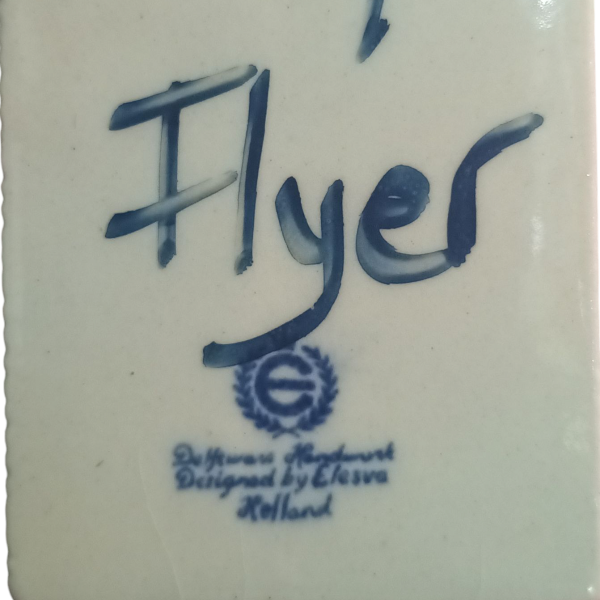 Flyer
E
Delftware Handwork
Designed by Elesva
Holland